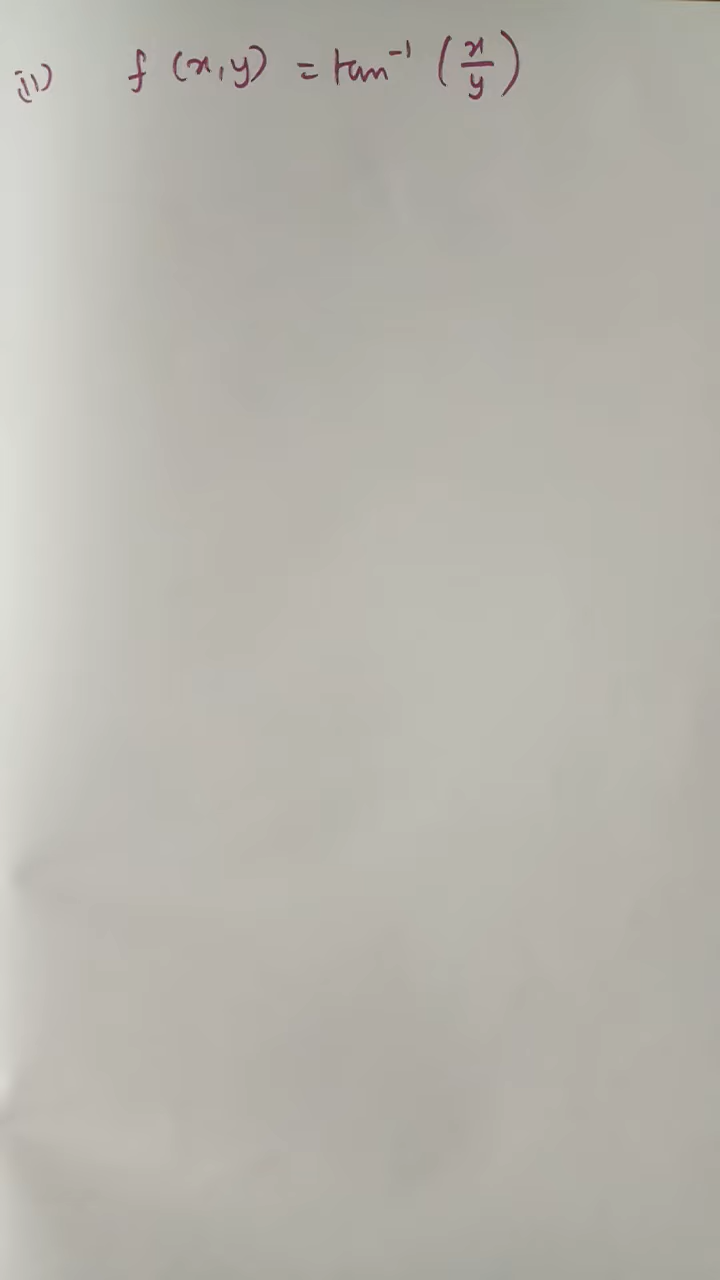 ii) f (x,y) = tan⁻¹ (x/y)